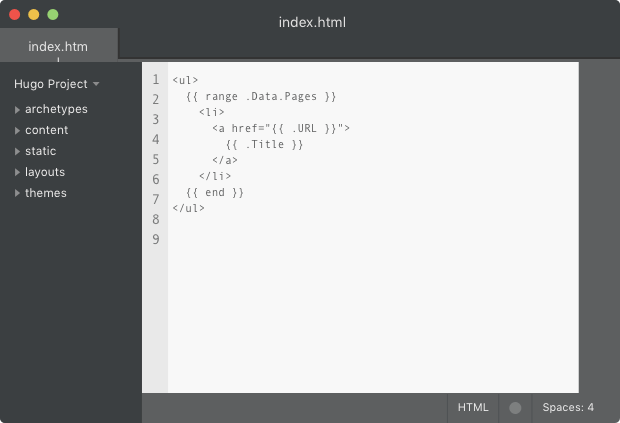 index.html
index.htm
l
Hugo Project
archetypes
content
static
layouts
themes
1
2
3
4
5
6
7
8
9
<ul>
  {{ range .Data.Pages }}
    <li>
      <a href="{{ .URL }}">
        {{ .Title }}
      </a>
    </li>
  {{ end }}
</ul>
HTML
Spaces: 4